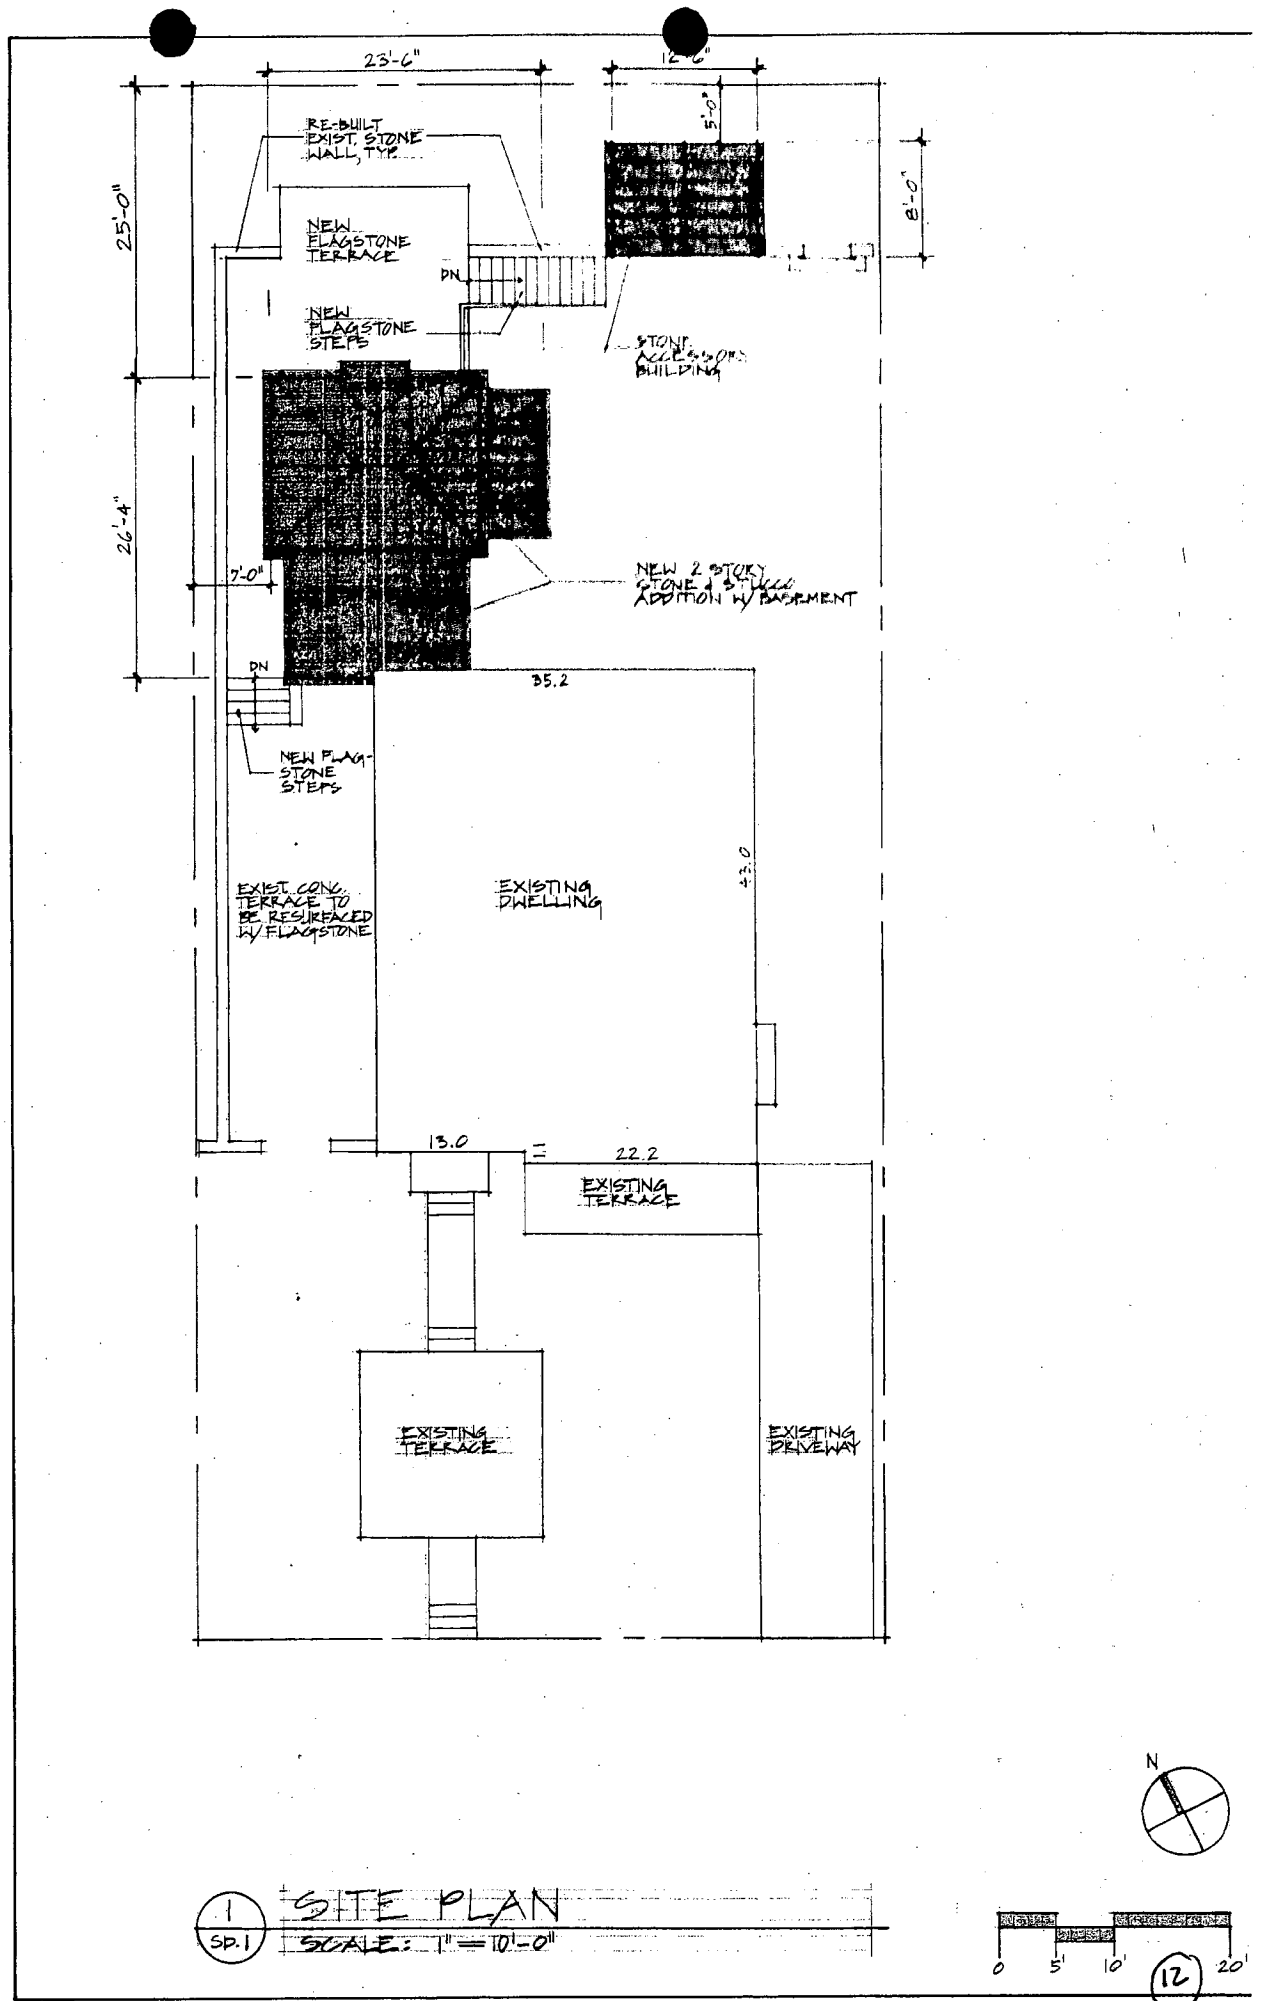 23'-6"
12'-6"
5'-0"
RE-BUILT
EXIST. STONE
WALL, TYP.
25'-0"
8'-0"
NEW
FLAGSTONE
TERRACE
DN
NEW
FLAGSTONE
STEPS
STONE
ACCESSORY
BUILDING
26'-4"
7'-0"
NEW 2 STORY
STONE & STUCCO
ADDITION W/ BASEMENT
DN
35.2
NEW FLAG-
STONE
STEPS
43.0
EXIST. CONC.
TERRACE TO
BE RESURFACED
W/ FLAGSTONE
EXISTING
DWELLING
13.0
22.2
EXISTING
TERRACE
EXISTING
TERRACE
EXISTING
DRIVEWAY
N
1
SP.1
SITE PLAN
SCALE: 1"=10'-0"
0 5' 10' 20'
12